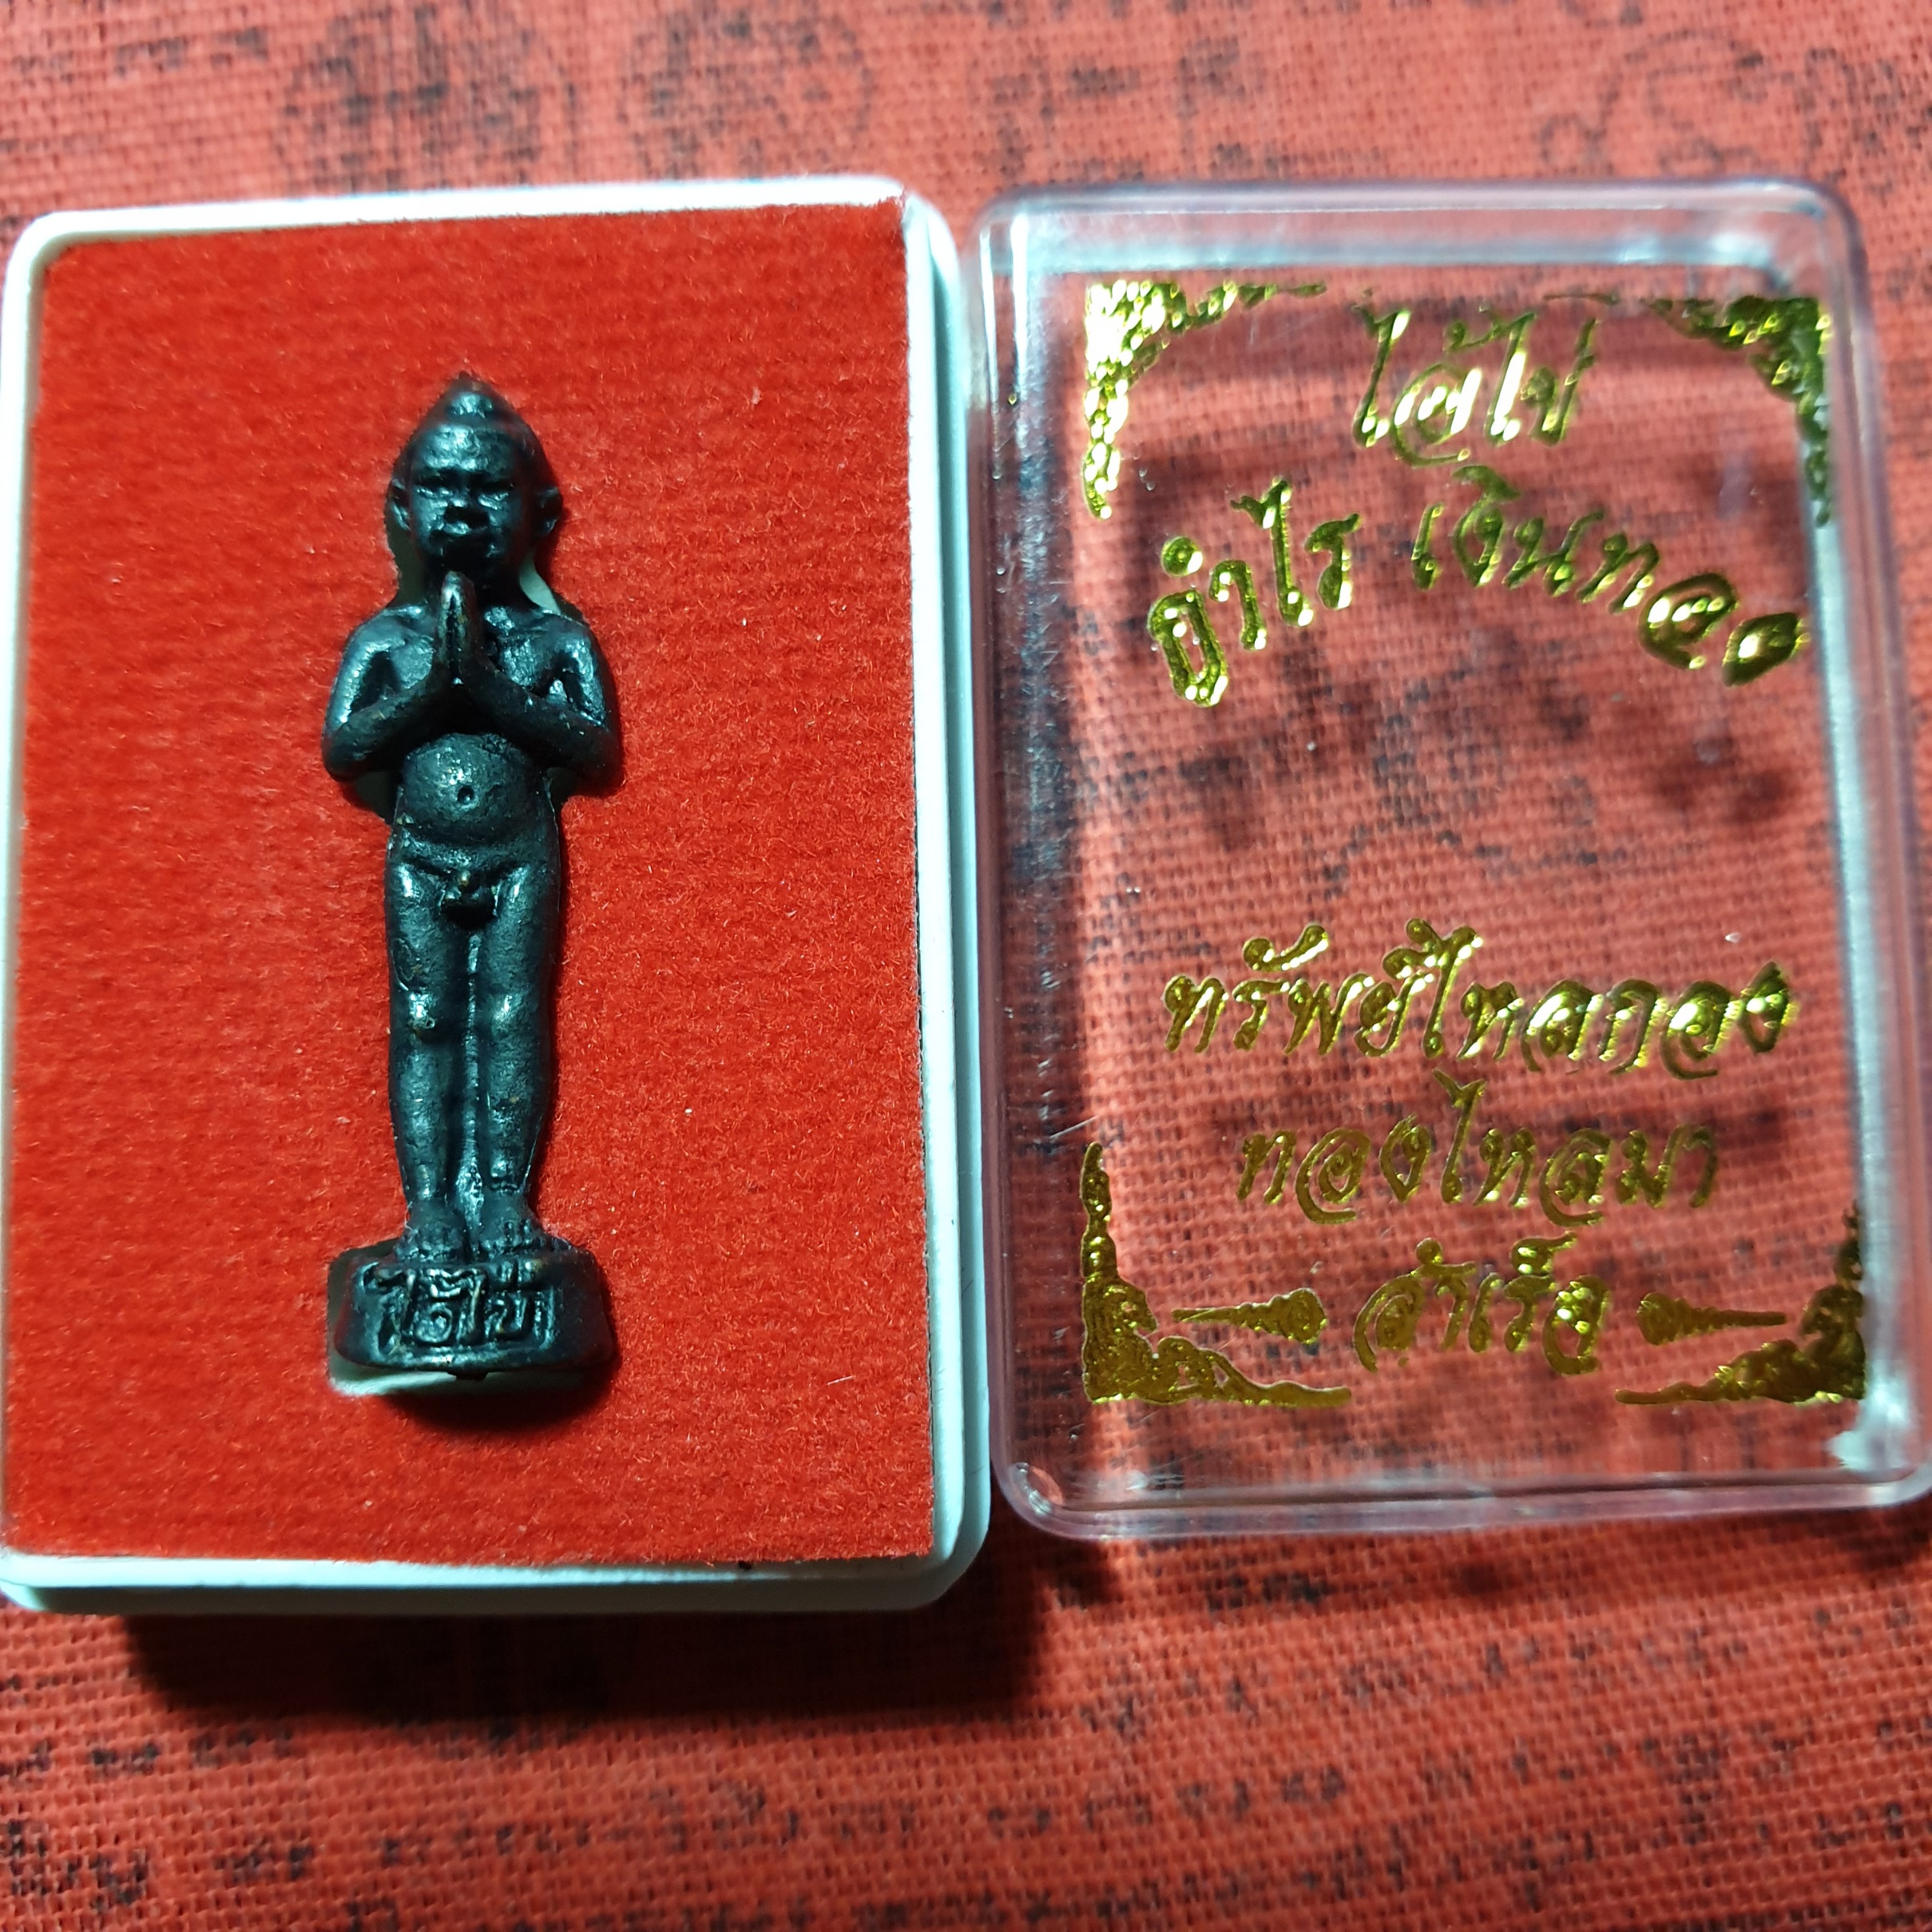 ไอ้ไข่
กำไร เงินทอง
ทรัพย์ไหลกอง
ทองไหลมา
สำเร็จ
ไอ้ไข่